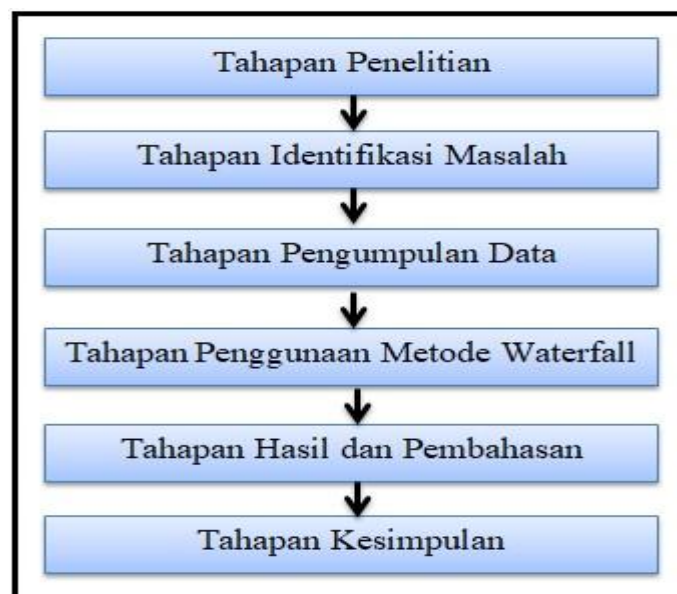 Tahapan Penelitian
Tahapan Identifikasi Masalah
Tahapan Pengumpulan Data
Tahapan Penggunaan Metode Waterfall
Tahapan Hasil dan Pembahasan
Tahapan Kesimpulan